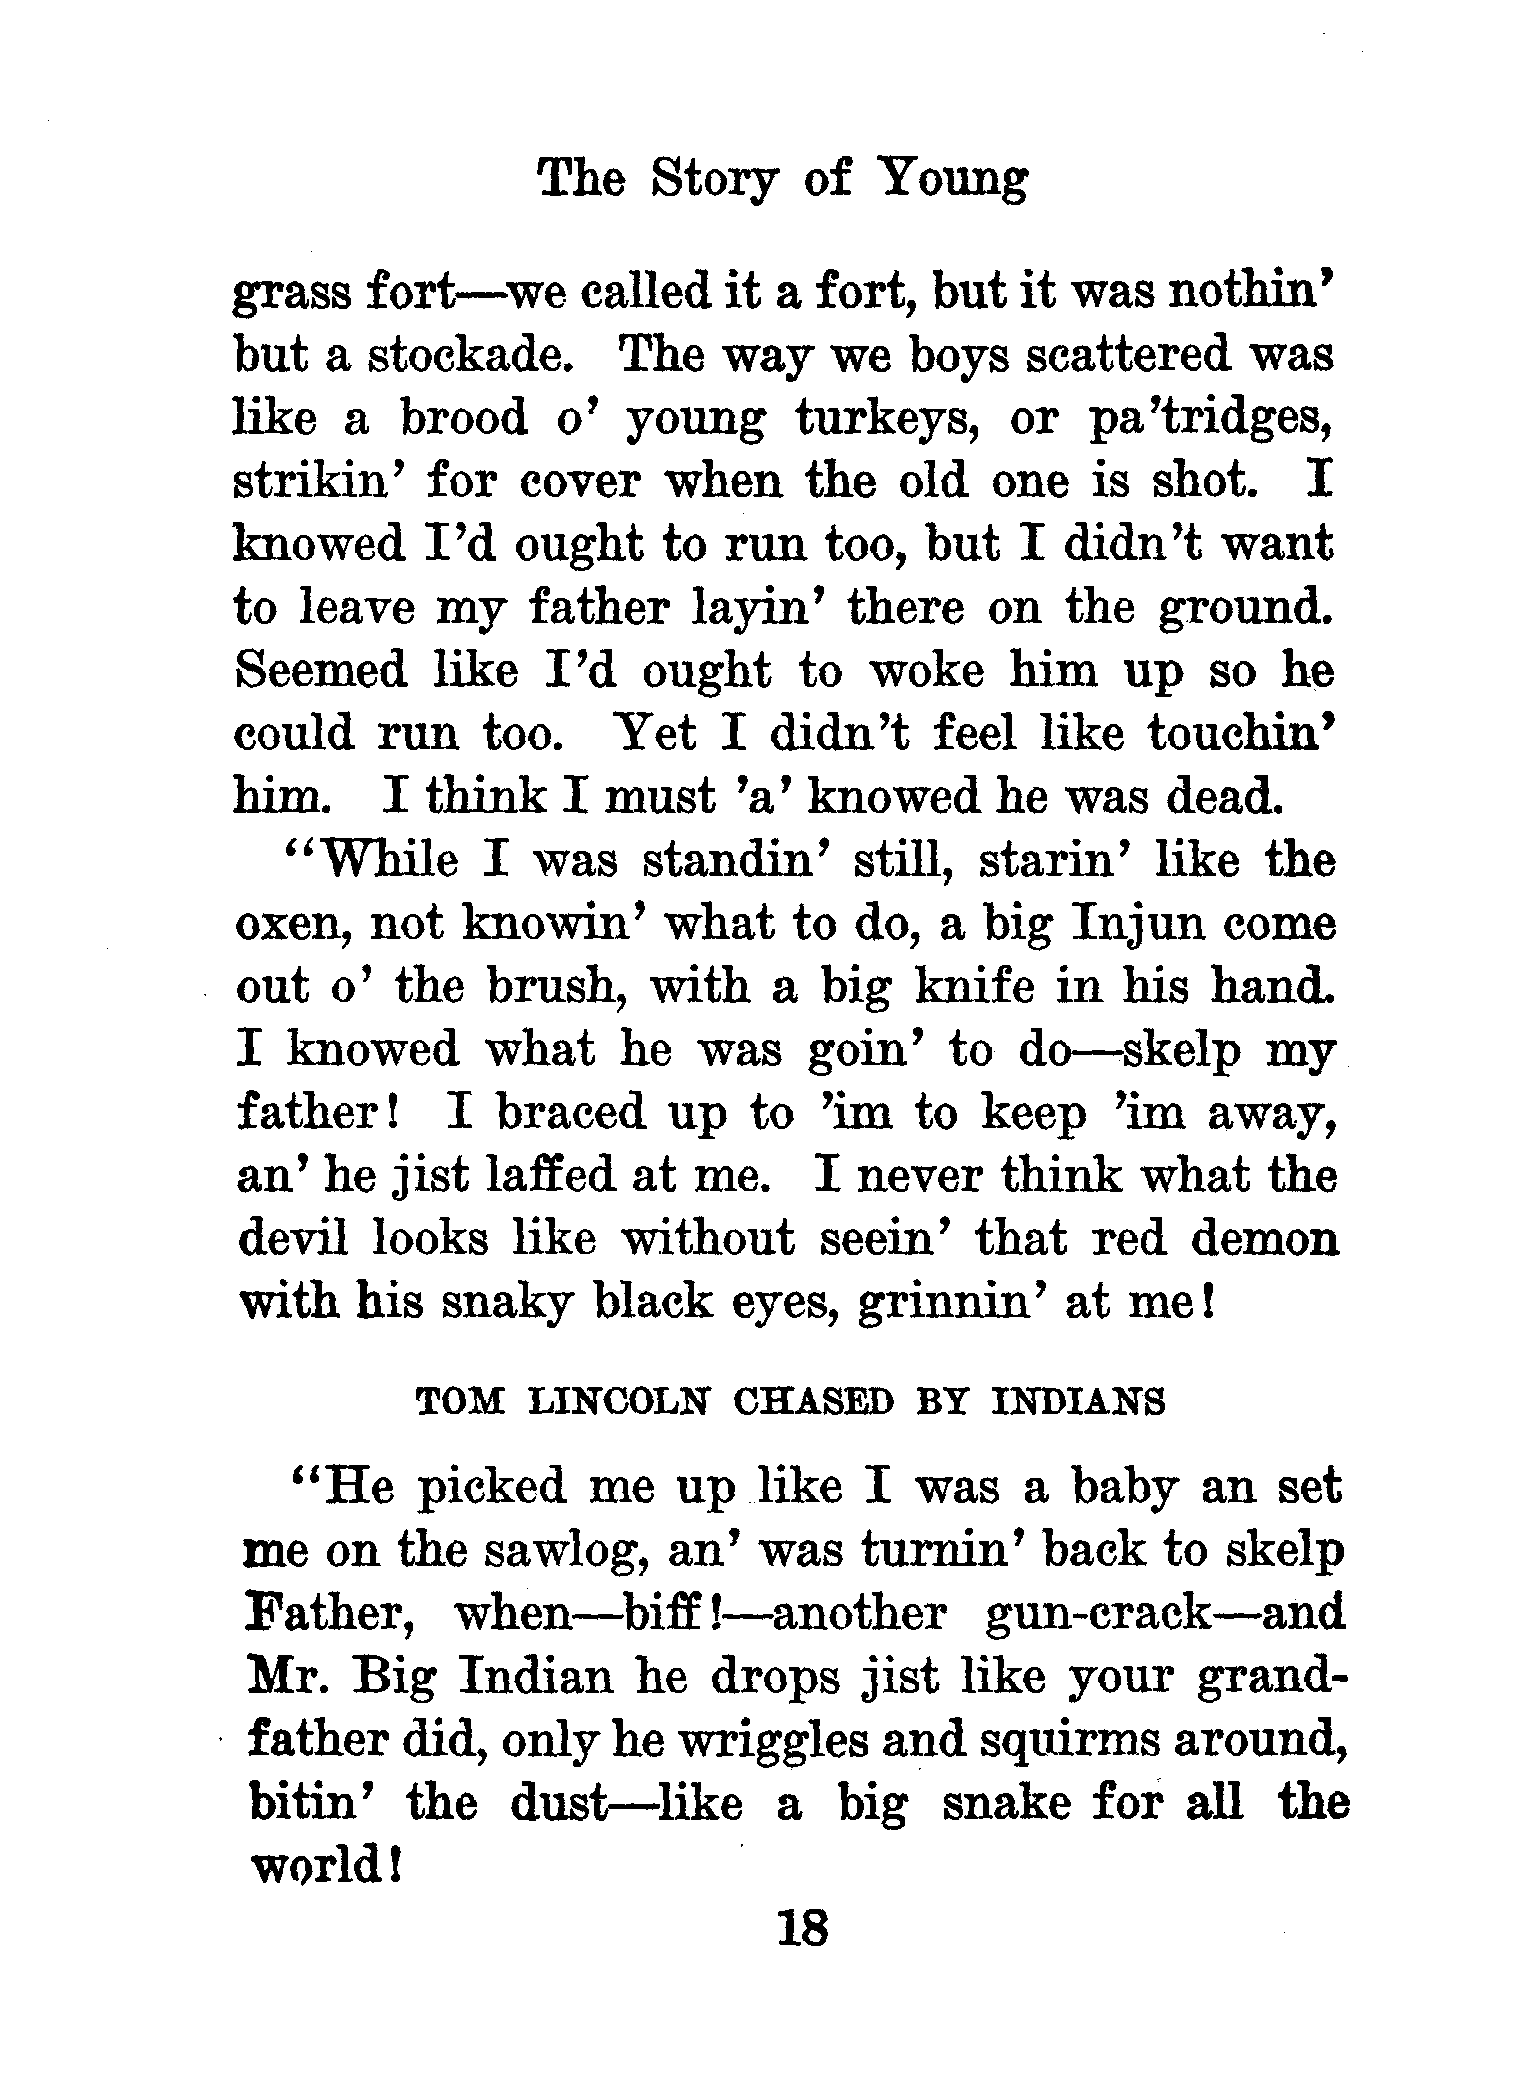 The Story of Young
grass fort—we called it a fort, but it was nothin’
but a stockade. The way we boys scattered was
like a brood o’ young turkeys, or pa’tridges,
strikin’ for cover when the old one is shot. I
knowed I’d ought to run too, but I didn’t want
to leave my father layin’ there on the ground.
Seemed like I’d ought to woke him up so he
could run too. Yet I didn’t feel like touchin’
him. I think I must ’a’ knowed he was dead.
“While I was standin’ still, starin’ like the
oxen, not knowin’ what to do, a big Injun come
out o’ the brush, with a big knife in his hand.
I knowed what he was goin’ to do—skelp my
father! I braced up to ’im to keep ’im away,
an’ he jist laffed at me. I never think what the
devil looks like without seein’ that red demon
with his snaky black eyes, grinnin’ at me!
TOM LINCOLN CHASED BY INDIANS
“He picked me up like I was a baby an set
me on the sawlog, an’ was turnin’ back to skelp
Father, when—biff!—another gun-crack—and
Mr. Big Indian he drops jist like your grand-
father did, only he wriggles and squirms around,
bitin’ the dust—like a big snake for all the
world!
18